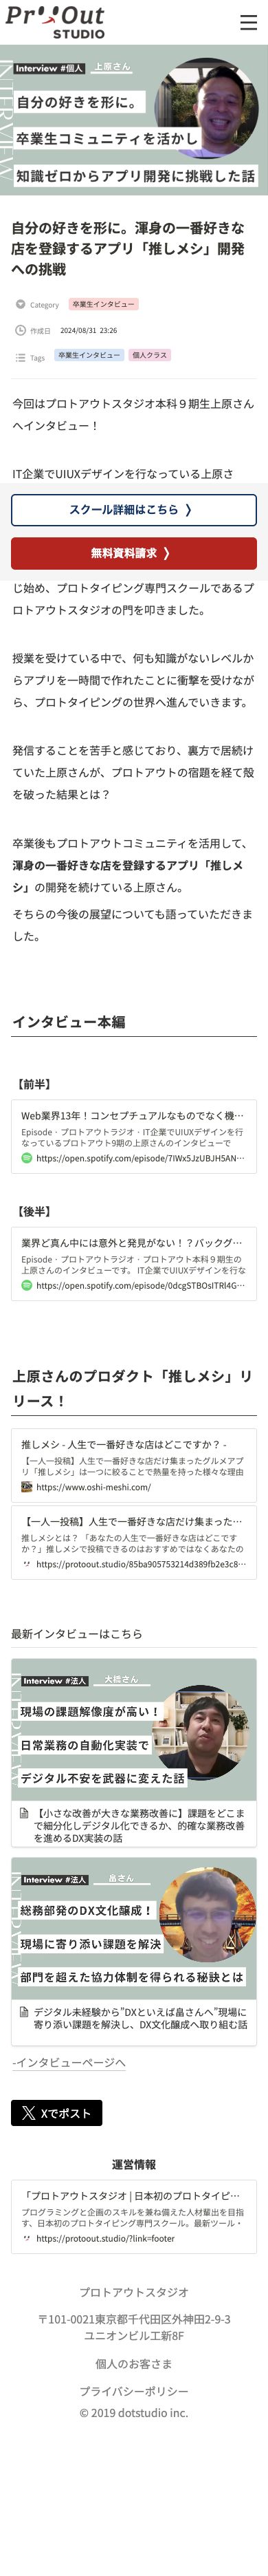 Pr Out
STUDIO
Interview #個人 上原さん
自分の好きを形に。
卒業生コミュニティを活かし
知識ゼロからアプリ開発に挑戦した話
INTERVIEW
自分の好きを形に。渾身の一番好きな
店を登録するアプリ「推しメシ」開発
への挑戦
Category 卒業生インタビュー
作成日 2024/08/31 23:26
Tags 卒業生インタビュー 個人クラス
今回はプロトアウトスタジオ本科９期生上原さん
へインタビュー！
IT企業でUIUXデザインを行なっている上原さ
スクール詳細はこちら 》
無料資料請求 》
じ始め、プロトタイピング専門スクールであるプ
ロトアウトスタジオの門を叩きました。
授業を受けている中で、何も知識がないレベルか
らアプリを一時間で作れたことに衝撃を受けなが
ら、プロトタイピングの世界へ進んでいきます。
発信することを苦手と感じており、裏方で居続け
ていた上原さんが、プロトアウトの宿題を経て殻
を破った結果とは？
卒業後もプロトアウトコミュニティを活用して、
渾身の一番好きな店を登録するアプリ「推しメ
シ」の開発を続けている上原さん。
そちらの今後の展望についても語っていただきま
した。
インタビュー本編
【前半】
Web業界13年！コンセプチュアルなものでなく機…
Episode · プロトアウトラジオ · IT企業でUIUXデザインを行
なっているプロトアウト9期の上原さんのインタビューで
https://open.spotify.com/episode/7IWx5JzUBJH5AN…
【後半】
業界ど真ん中には意外と発見がない！？バックグ…
Episode · プロトアウトラジオ · プロトアウト本科９期生の
上原さんのインタビューです。 IT企業でUIUXデザインを行な
https://open.spotify.com/episode/0dcgSTBOsITRl4G…
上原さんのプロダクト「推しメシ」リ
リース！
推しメシ - 人生で一番好きな店はどこですか？ -
【一人一投稿】人生で一番好きな店だけ集まったグルメアプ
リ「推しメシ」は一つに絞ることで熱量を持った様々な理由
https://www.oshi-meshi.com/
【一人一投稿】人生で一番好きな店だけ集まった…
推しメシとは？ 「あなたの人生で一番好きな店はどこです
か？」推しメシで投稿できるのはおすすめではなくあなたの
https://protoout.studio/85ba905753214d389fb2e3c8…
最新インタビューはこちら
Interview #法人 大橋さん
現場の課題解像度が高い！
日常業務の自動化実装で
デジタル不安を武器に変えた話
【小さな改善が大きな業務改善に】課題をどこま
で細分化しデジタル化できるか、的確な業務改善
を進めるDX実装の話
Interview #法人 畠さん
総務部発のDX文化醸成！
現場に寄り添い課題を解決
部門を超えた協力体制を得られる秘訣とは
デジタル未経験から”DXといえば畠さんへ”現場に
寄り添い課題を解決し、DX文化醸成へ取り組む話
-インタビューページへ
Xでポスト
運営情報
「プロトアウトスタジオ | 日本初のプロトタイピ…
プログラミングと企画のスキルを兼ね備えた人材輩出を目指
す、日本初のプロトタイピング専門スクール。最新ツール・
https://protoout.studio/?link=footer
プロトアウトスタジオ
〒101-0021東京都千代田区外神田2-9-3
ユニオンビル工新8F
個人のお客さま
プライバシーポリシー
© 2019 dotstudio inc.